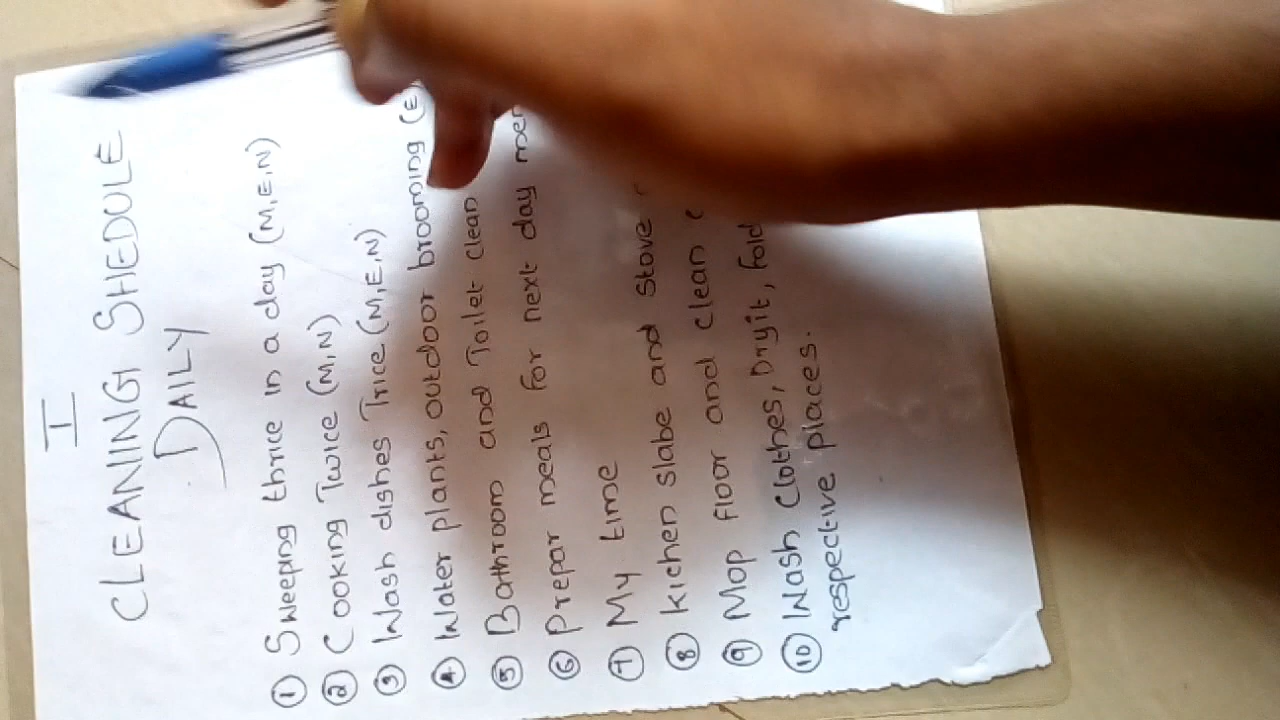 I
CLEANING SHEDULE
DAILY
① Sweeping thrice in a day (M,E,N)
② Cooking Twice (M,N)
③ Wash dishes Trice (M,E,N)
④ Water plants, outdoor brooming (E
⑤ Bathroom and Toilet clean
⑥ Prepar meals for next day
⑦ My time
⑧ Kichen slabe and Stove
⑨ Mop floor and clean
⑩ Wash Clothes, Dry it, fold
respective places.